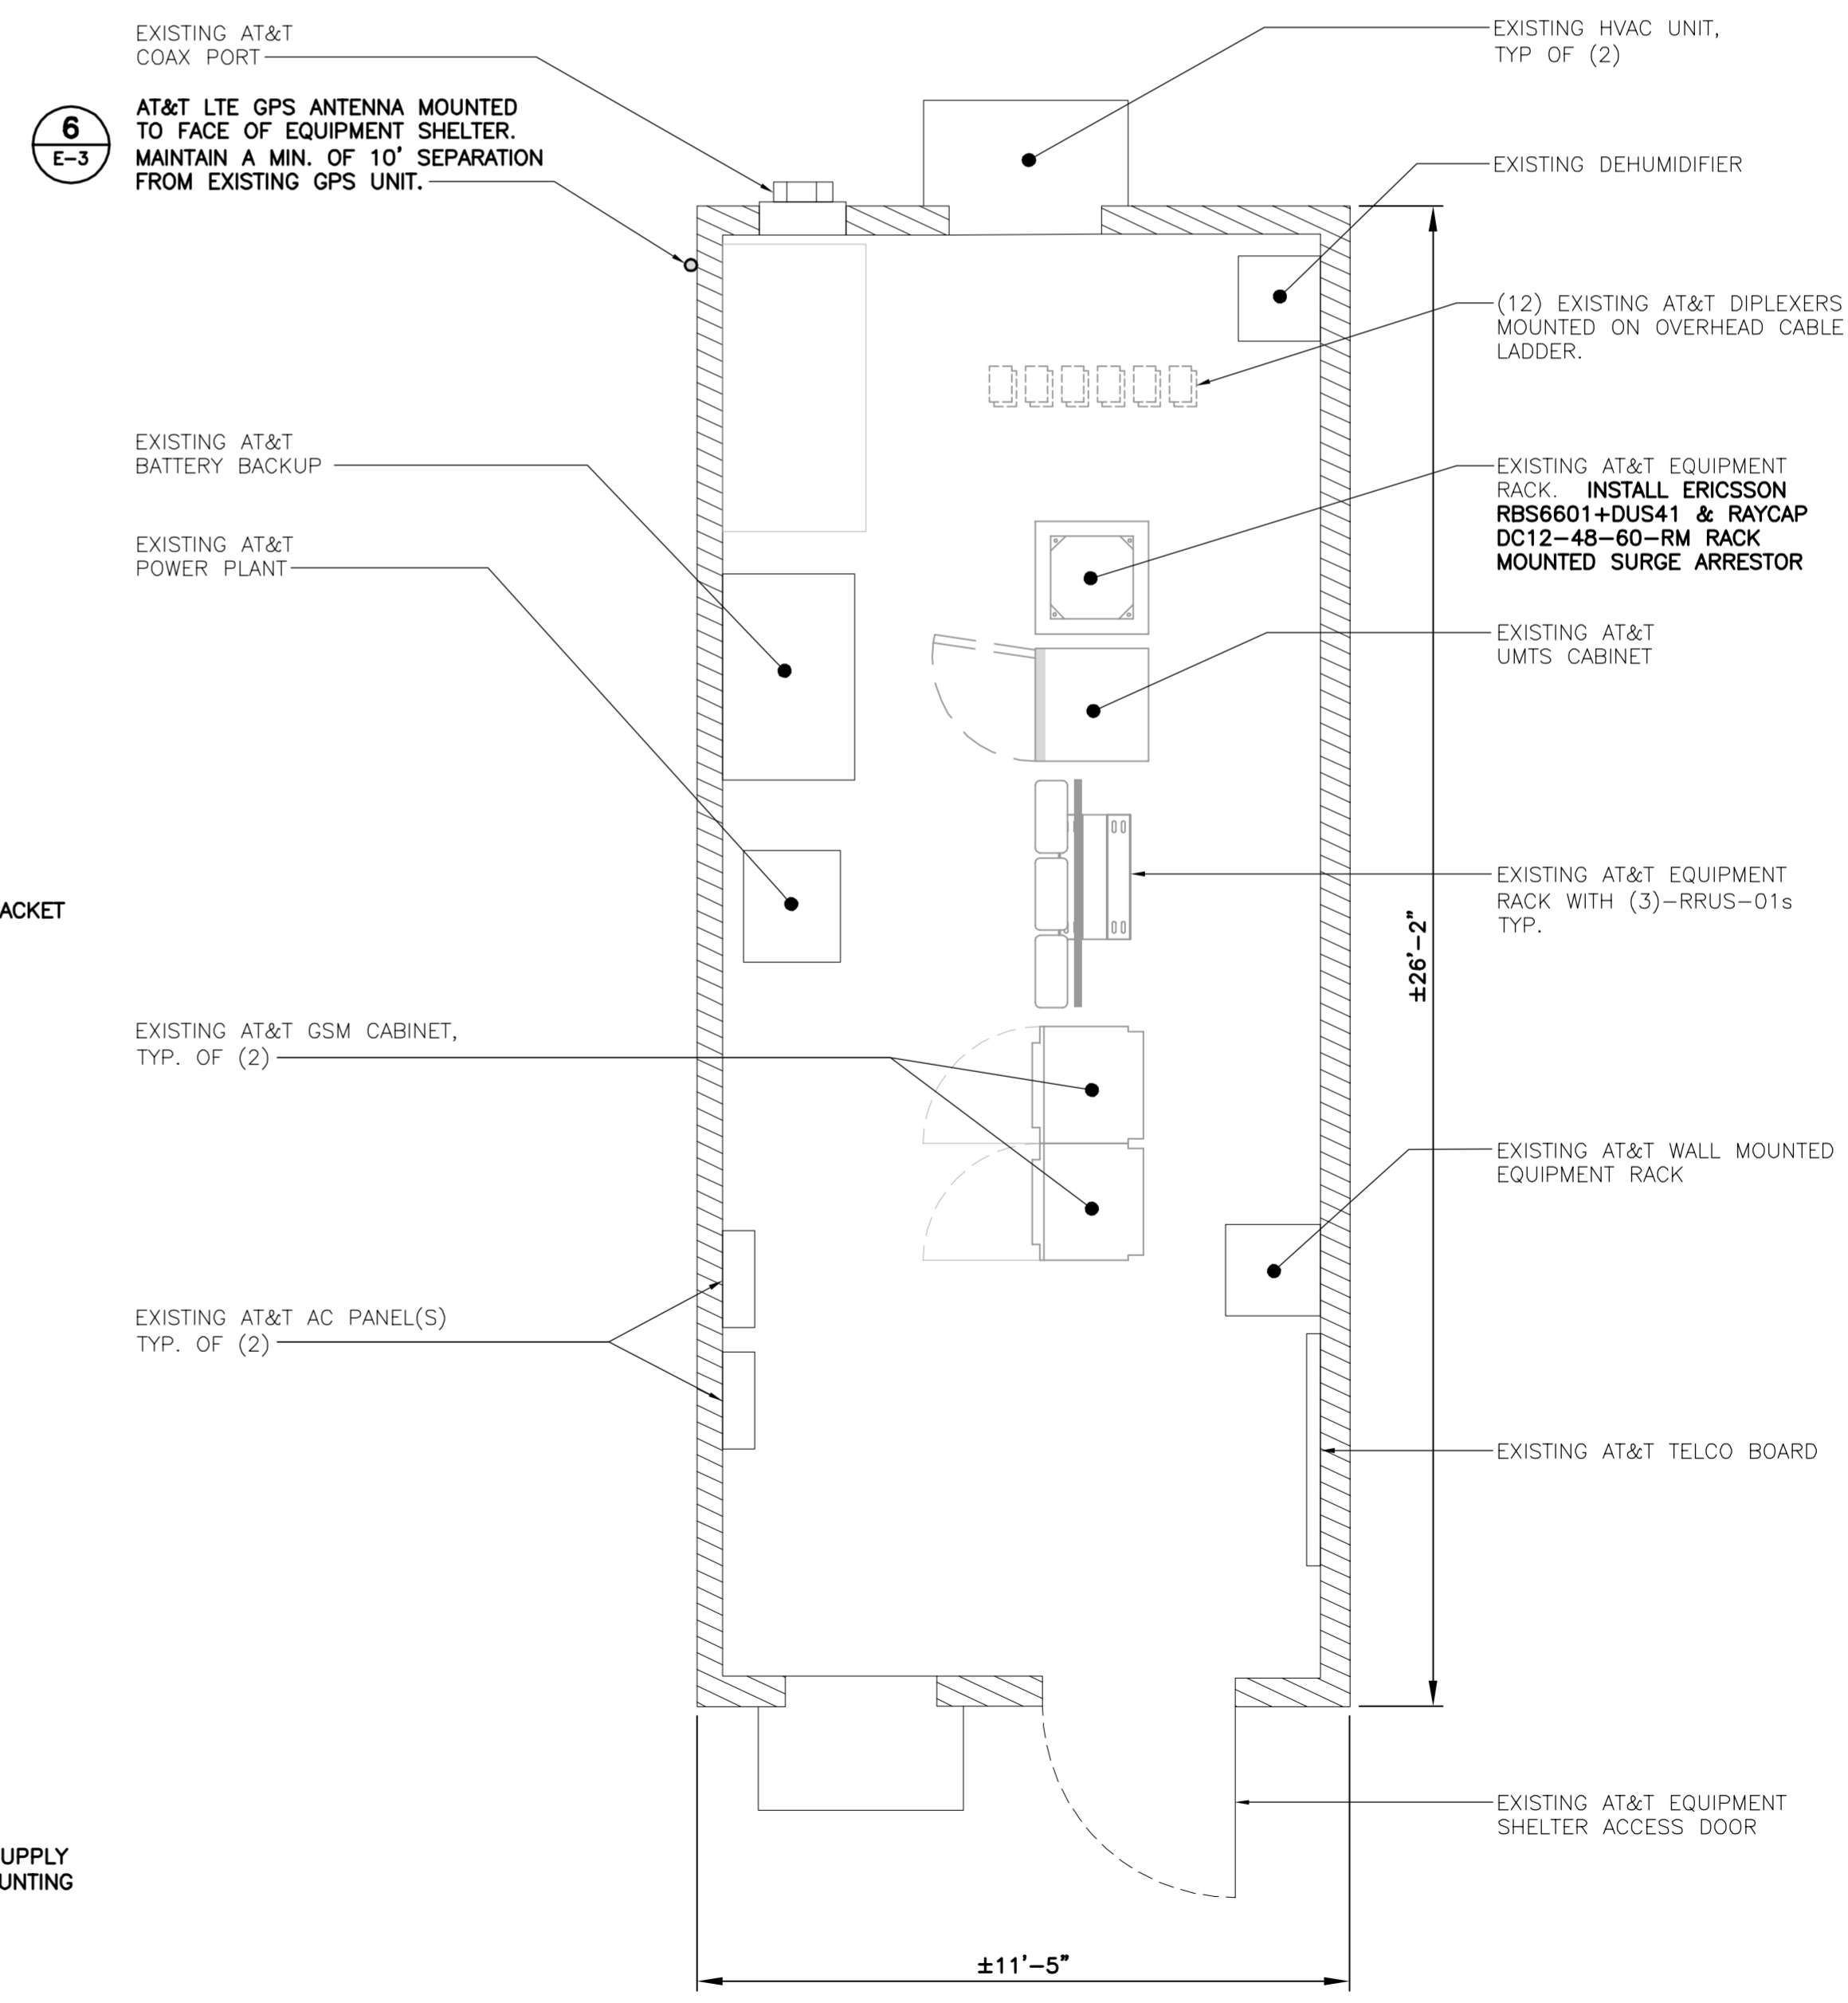 EXISTING AT&T
COAX PORT
6
E-3
AT&T LTE GPS ANTENNA MOUNTED
TO FACE OF EQUIPMENT SHELTER.
MAINTAIN A MIN. OF 10' SEPARATION
FROM EXISTING GPS UNIT.
EXISTING AT&T
BATTERY BACKUP
EXISTING AT&T
POWER PLANT
ACKET
EXISTING AT&T GSM CABINET,
TYP. OF (2)
EXISTING AT&T AC PANEL(S)
TYP. OF (2)
UPPLY
UNTING
EXISTING HVAC UNIT,
TYP OF (2)
EXISTING DEHUMIDIFIER
(12) EXISTING AT&T DIPLEXERS
MOUNTED ON OVERHEAD CABLE
LADDER.
EXISTING AT&T EQUIPMENT
RACK. INSTALL ERICSSON
RBS6601+DUS41 & RAYCAP
DC12-48-60-RM RACK
MOUNTED SURGE ARRESTOR
EXISTING AT&T
UMTS CABINET
EXISTING AT&T EQUIPMENT
RACK WITH (3)-RRUS-01s
TYP.
±26'-2"
EXISTING AT&T WALL MOUNTED
EQUIPMENT RACK
EXISTING AT&T TELCO BOARD
EXISTING AT&T EQUIPMENT
SHELTER ACCESS DOOR
±11'-5"